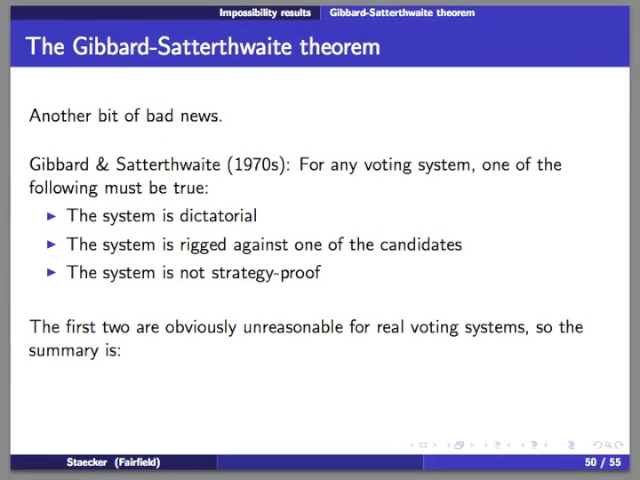 Impossibility results Gibbard-Satterthwaite theorem
The Gibbard-Satterthwaite theorem
Another bit of bad news.
Gibbard & Satterthwaite (1970s): For any voting system, one of the
following must be true:
The system is dictatorial
The system is rigged against one of the candidates
The system is not strategy-proof
The first two are obviously unreasonable for real voting systems, so the
summary is:
Staecker (Fairfield) 50 / 55